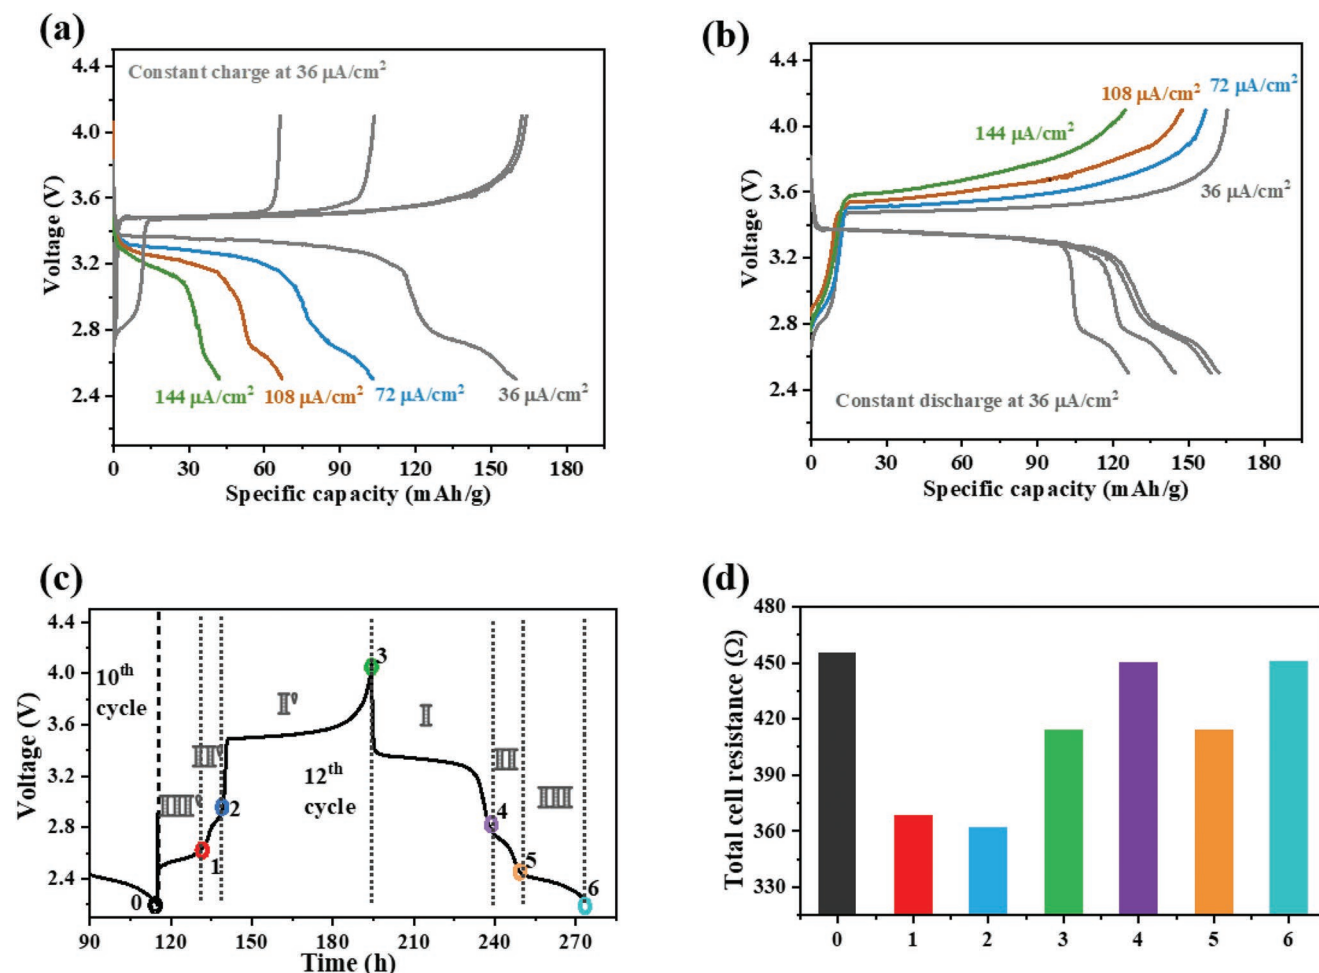 (a)
Constant charge at 36 μA/cm²
4.4
4.0
3.6
3.2
2.8
2.4
Voltage (V)
144 μA/cm²
108 μA/cm²
72 μA/cm²
36 μA/cm²
0 30 60 90 120 150 180
Specific capacity (mAh/g)
(b)
4.4
4.0
3.6
3.2
2.8
2.4
Voltage (V)
144 μA/cm²
108 μA/cm²
72 μA/cm²
36 μA/cm²
Constant discharge at 36 μA/cm²
0 30 60 90 120 150 180
Specific capacity (mAh/g)
(c)
4.4
4.0
3.6
3.2
2.8
2.4
Voltage (V)
10th
cycle
III'
II'
I'
I
II
III
12th
cycle
0
1
2
3
4
5
6
90 120 150 180 210 240 270
Time (h)
(d)
480
450
420
390
360
330
Total cell resistance (Ω)
0 1 2 3 4 5 6